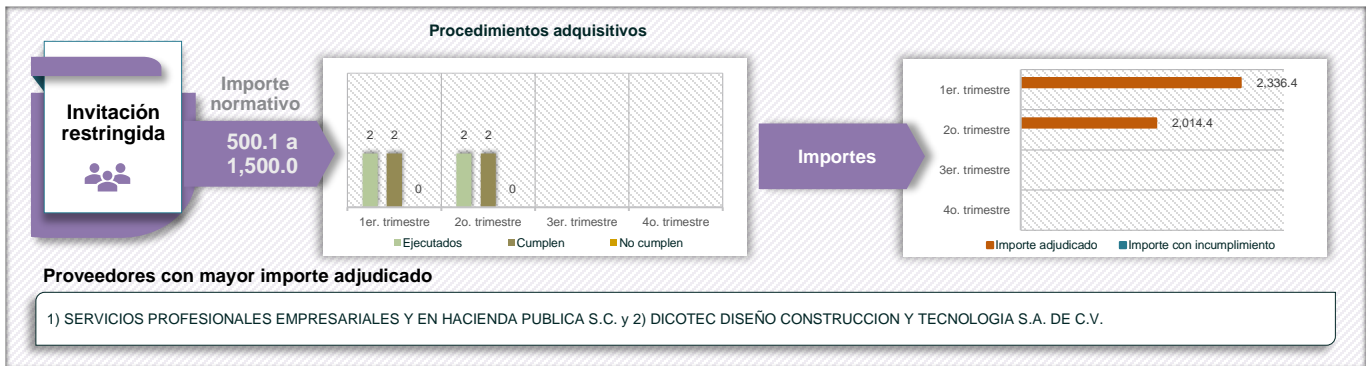 Procedimientos adquisitivos
Invitación
restringida
Importe
normativo
500.1 a
1,500.0
2 2
0
2 2
0
1er. trimestre 2o. trimestre 3er. trimestre 4o. trimestre
Ejecutados Cumplen No cumplen
Importes
1er. trimestre 2,336.4
2o. trimestre 2,014.4
3er. trimestre
4o. trimestre
Importe adjudicado Importe con incumplimiento
Proveedores con mayor importe adjudicado
1) SERVICIOS PROFESIONALES EMPRESARIALES Y EN HACIENDA PUBLICA S.C. y 2) DICOTEC DISEÑO CONSTRUCCION Y TECNOLOGIA S.A. DE C.V.